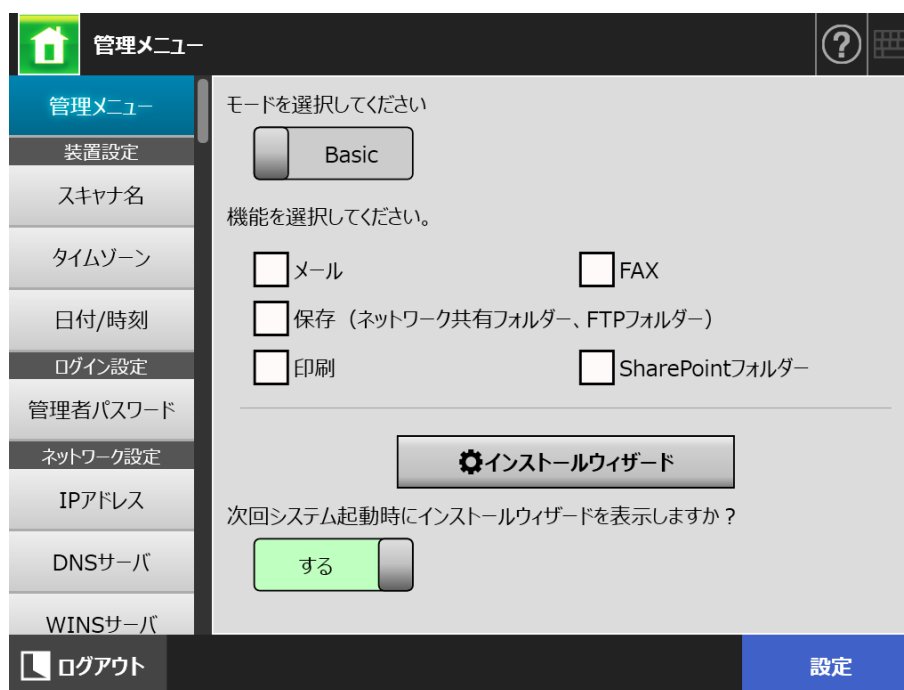 管理メニュー
?
管理メニュー
装置設定
スキャナ名
タイムゾーン
日付/時刻
ログイン設定
管理者パスワード
ネットワーク設定
IPアドレス
DNSサーバ
WINSサーバ
モードを選択してください
Basic
機能を選択してください。
メール
FAX
保存（ネットワーク共有フォルダー、FTPフォルダー）
印刷
SharePointフォルダー
インストールウィザード
次回システム起動時にインストールウィザードを表示しますか？
する
ログアウト
設定